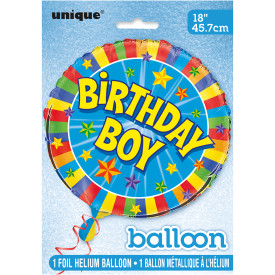 unique®
18"
45.7cm
BIRTHDAY
BOY
balloon
1 FOIL HELIUM BALLOON • 1 BALLON MÉTALLIQUE À L'HÉLIUM